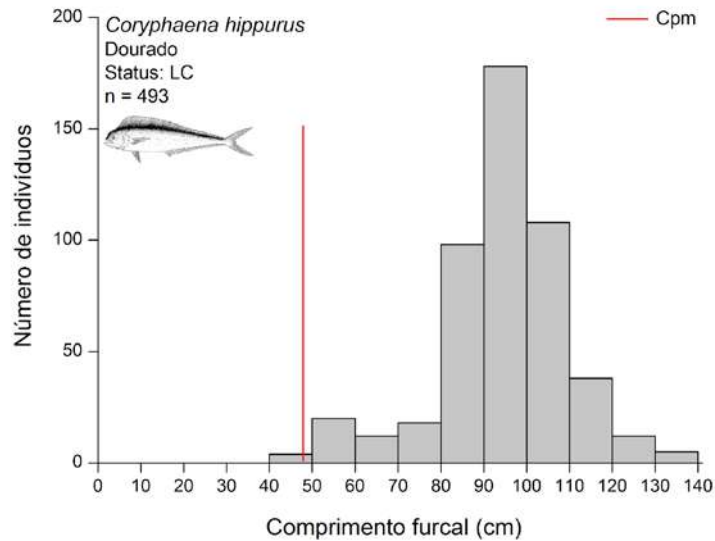 Coryphaena hippurus
Dourado
Status: LC
n = 493
Cpm
Número de indivíduos
200
150
100
50
0
0 10 20 30 40 50 60 70 80 90 100 110 120 130 140
Comprimento furcal (cm)